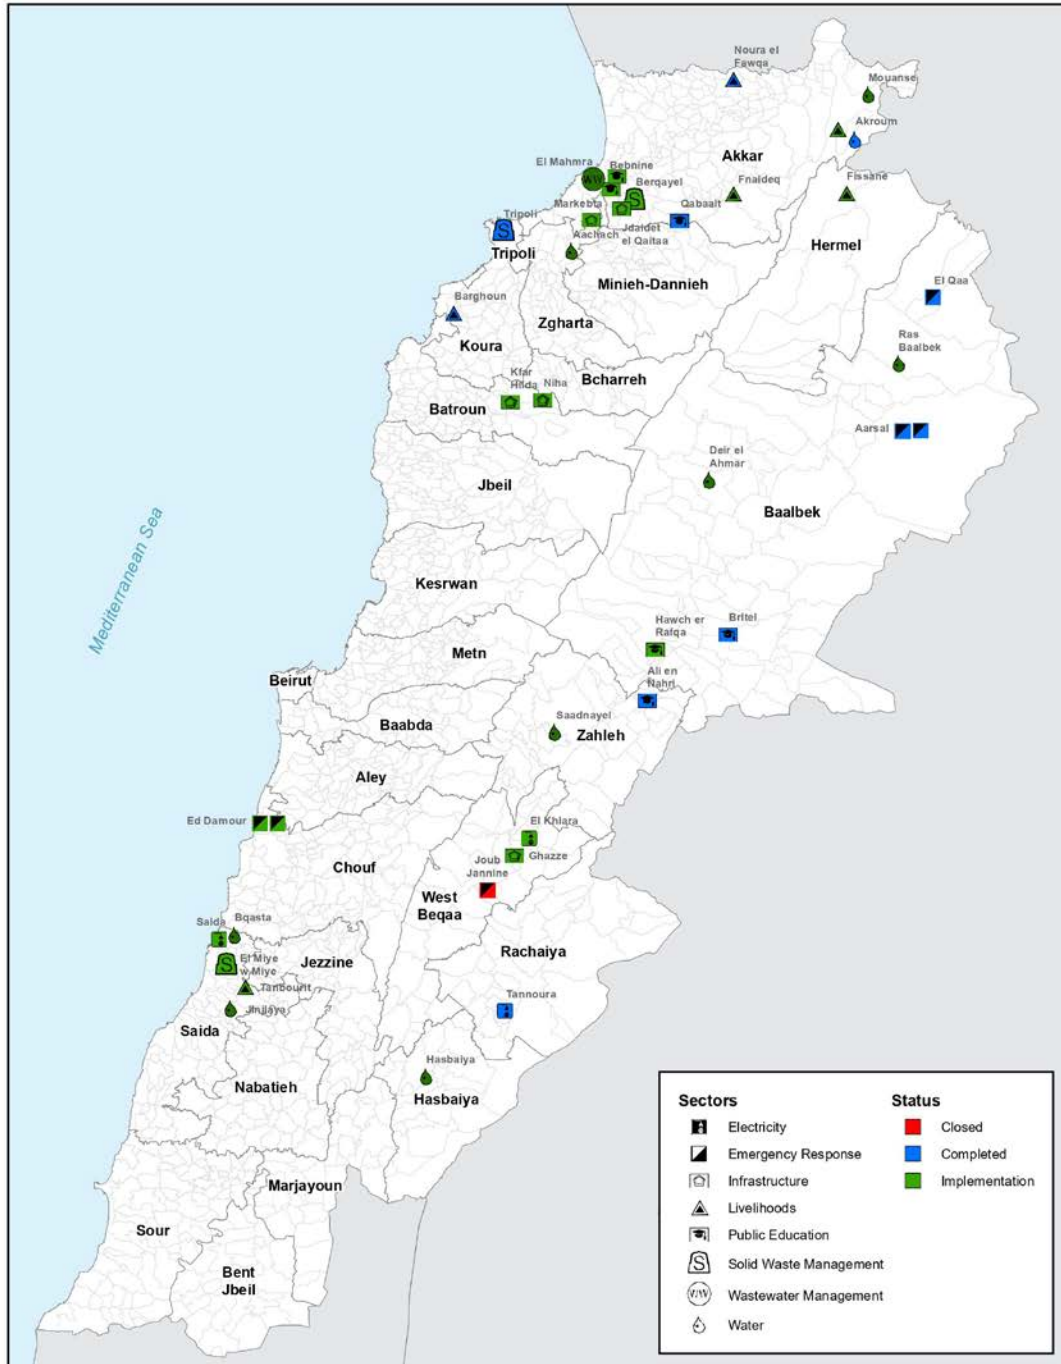 Noura el
Fawqa
Mouanse
Akroum
Akkar
El Mahmra
Bebnine
Berqayel
Fnaideq
Fissane
Markebta
Qabaait
Tripoli
Jdaidet
el Qaitaa
Aachach
Tripoli
Hermel
Minieh-Dannieh
El Qaa
Barghoun
Zgharta
Koura
Ras
Baalbek
Kfar
Hilda
Niha
Bcharreh
Batroun
Aarsal
Deir el
Ahmar
Jbeil
Baalbek
Mediterranean Sea
Kesrwan
Hawch er
Rafqa
Britel
Metn
Ali en
Nahri
Beirut
Baabda
Saadnayel
Zahleh
Aley
Ed Damour
El Khiara
Ghazze
Chouf
Joub
Jannine
West
Beqaa
Saida
Bqasta
Rachaiya
El Miye
w Miye
Jezzine
Tanbourit
Tannoura
Jinjlaya
Saida
Hasbaiya
Nabatieh
Hasbaiya
Marjayoun
Sour
Bent
Jbeil
Sectors
Electricity
Emergency Response
Infrastructure
Livelihoods
Public Education
S Solid Waste Management
WW Wastewater Management
Water
Status
Closed
Completed
Implementation